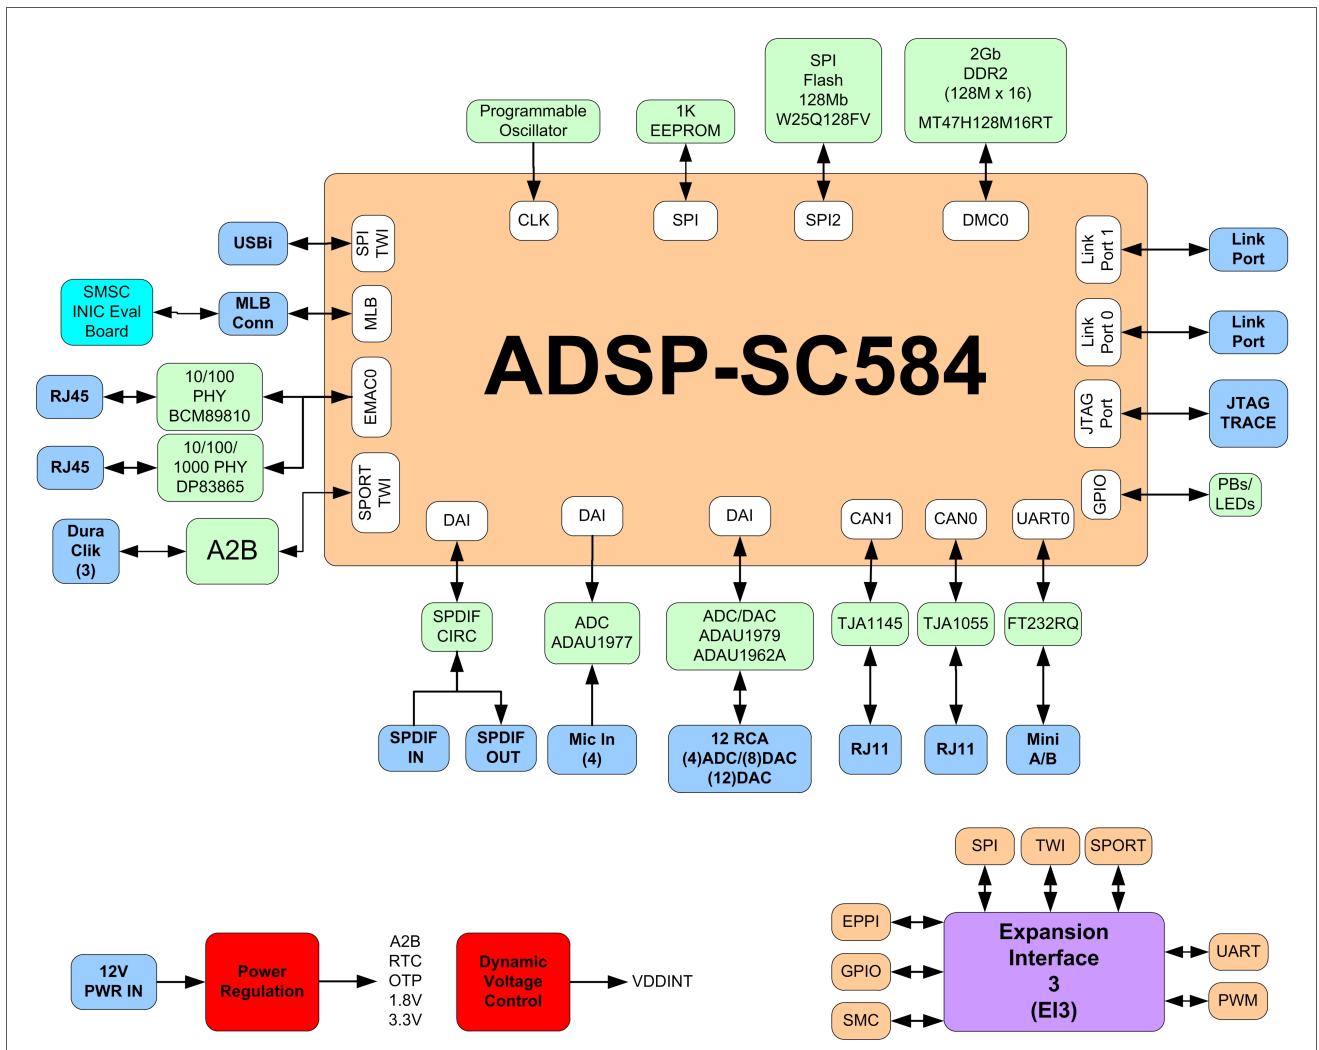 SPI
Flash
128Mb
W25Q128FV
2Gb
DDR2
(128M x 16)
MT47H128M16RT
Programmable
Oscillator
1K
EEPROM
CLK
SPI
SPI2
DMC0
USBi
SPI
TWI
Link
Port 1
Link
Port
SMSC
INIC Eval
Board
MLB
Conn
MLB
Link
Port 0
Link
Port
ADSP-SC584
RJ45
10/100
PHY
BCM89810
EMAC0
JTAG
Port
JTAG
TRACE
RJ45
10/100/
1000 PHY
DP83865
SPORT
TWI
GPIO
PBs/
LEDs
Dura
Clik
(3)
A2B
DAI
DAI
DAI
CAN1
CAN0
UART0
SPDIF
CIRC
ADC
ADAU1977
ADC/DAC
ADAU1979
ADAU1962A
TJA1145
TJA1055
FT232RQ
SPDIF
IN
SPDIF
OUT
Mic In
(4)
12 RCA
(4)ADC/(8)DAC
(12)DAC
RJ11
RJ11
Mini
A/B
SPI
TWI
SPORT
EPPI
GPIO
SMC
Expansion
Interface
3
(EI3)
UART
PWM
12V
PWR IN
Power
Regulation
A2B
RTC
OTP
1.8V
3.3V
Dynamic
Voltage
Control
VDDINT